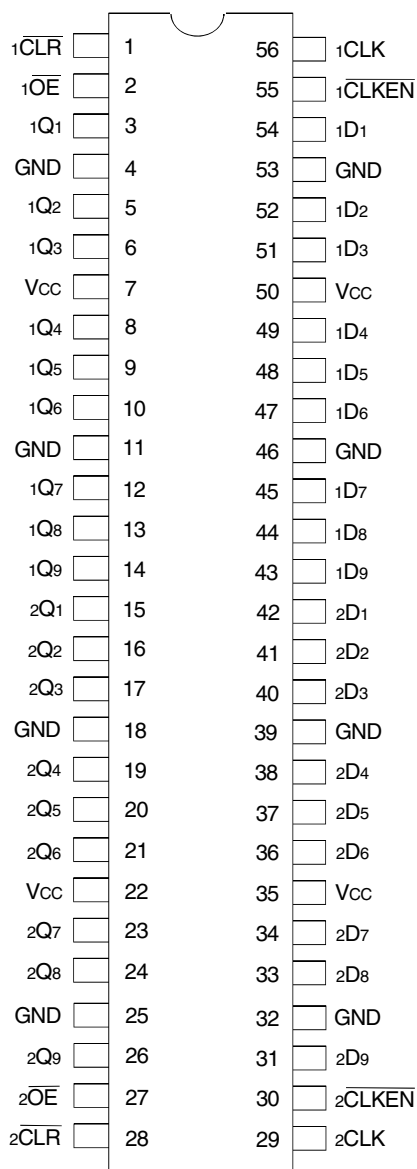 1CLR 1 56 1CLK
1OE 2 55 1CLKEN
1Q1 3 54 1D1
GND 4 53 GND
1Q2 5 52 1D2
1Q3 6 51 1D3
VCC 7 50 VCC
1Q4 8 49 1D4
1Q5 9 48 1D5
1Q6 10 47 1D6
GND 11 46 GND
1Q7 12 45 1D7
1Q8 13 44 1D8
1Q9 14 43 1D9
2Q1 15 42 2D1
2Q2 16 41 2D2
2Q3 17 40 2D3
GND 18 39 GND
2Q4 19 38 2D4
2Q5 20 37 2D5
2Q6 21 36 2D6
VCC 22 35 VCC
2Q7 23 34 2D7
2Q8 24 33 2D8
GND 25 32 GND
2Q9 26 31 2D9
2OE 27 30 2CLKEN
2CLR 28 29 2CLK